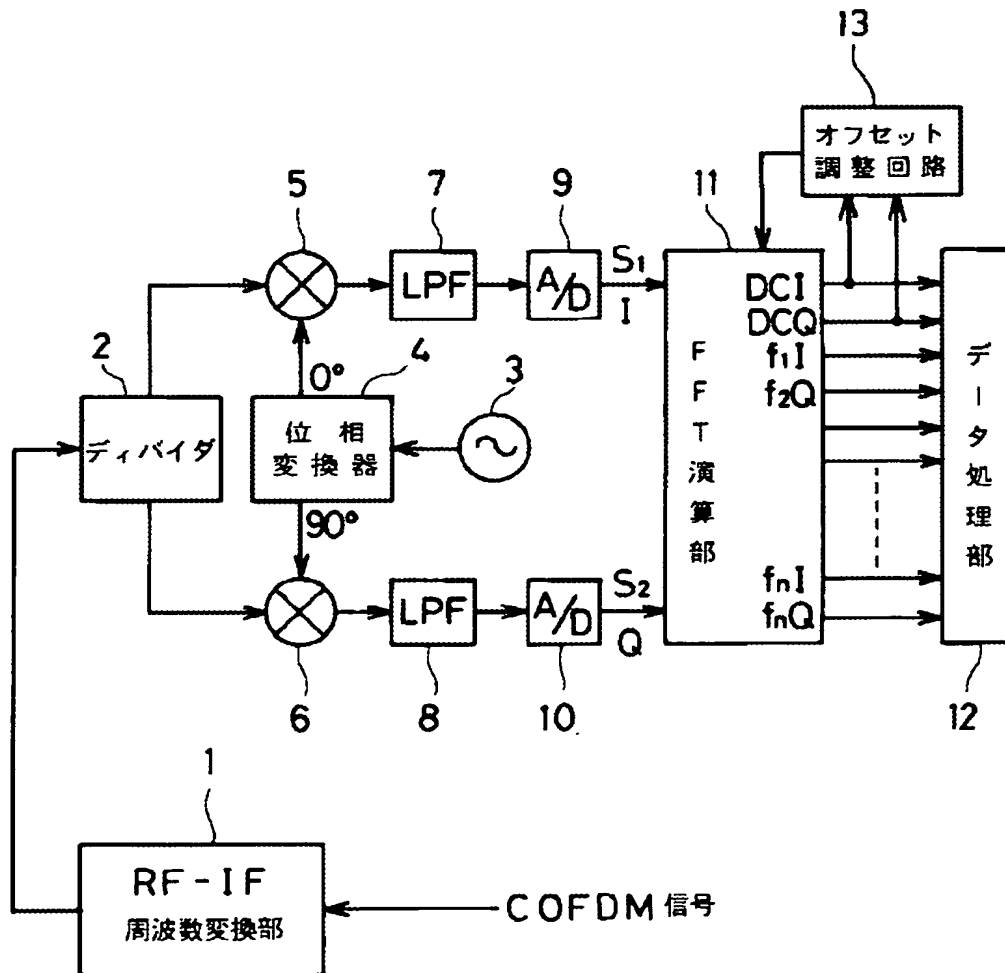 13
オフセット
調整回路
5
7
9
11
LPF
A/D
S₁
I
DCI
DCQ
f₁I
f₂Q
2
0°
4
3
ディバイダ
位相
変換器
90°
FFT演算部
データ処理部
LPF
A/D
S₂
Q
fnI
fnQ
6
8
10
12
1
RF-IF
周波数変換部
COFDM信号